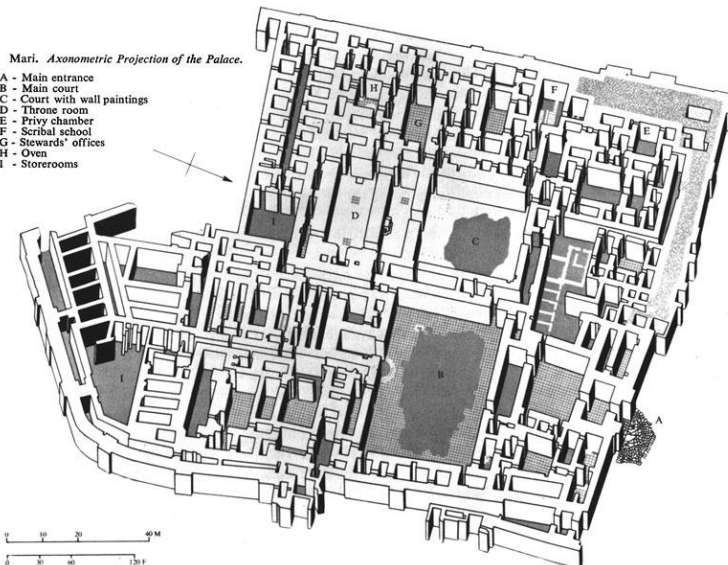 Mari. Axonometric Projection of the Palace.
A - Main entrance
B - Main court
C - Court with wall paintings
D - Throne room
E - Privy chamber
F - Scribal school
G - Stewards' offices
H - Oven
I - Storerooms
H
F
G
E
I
D
C
I
B
A
0 10 20 40 M
0 30 60 120 F